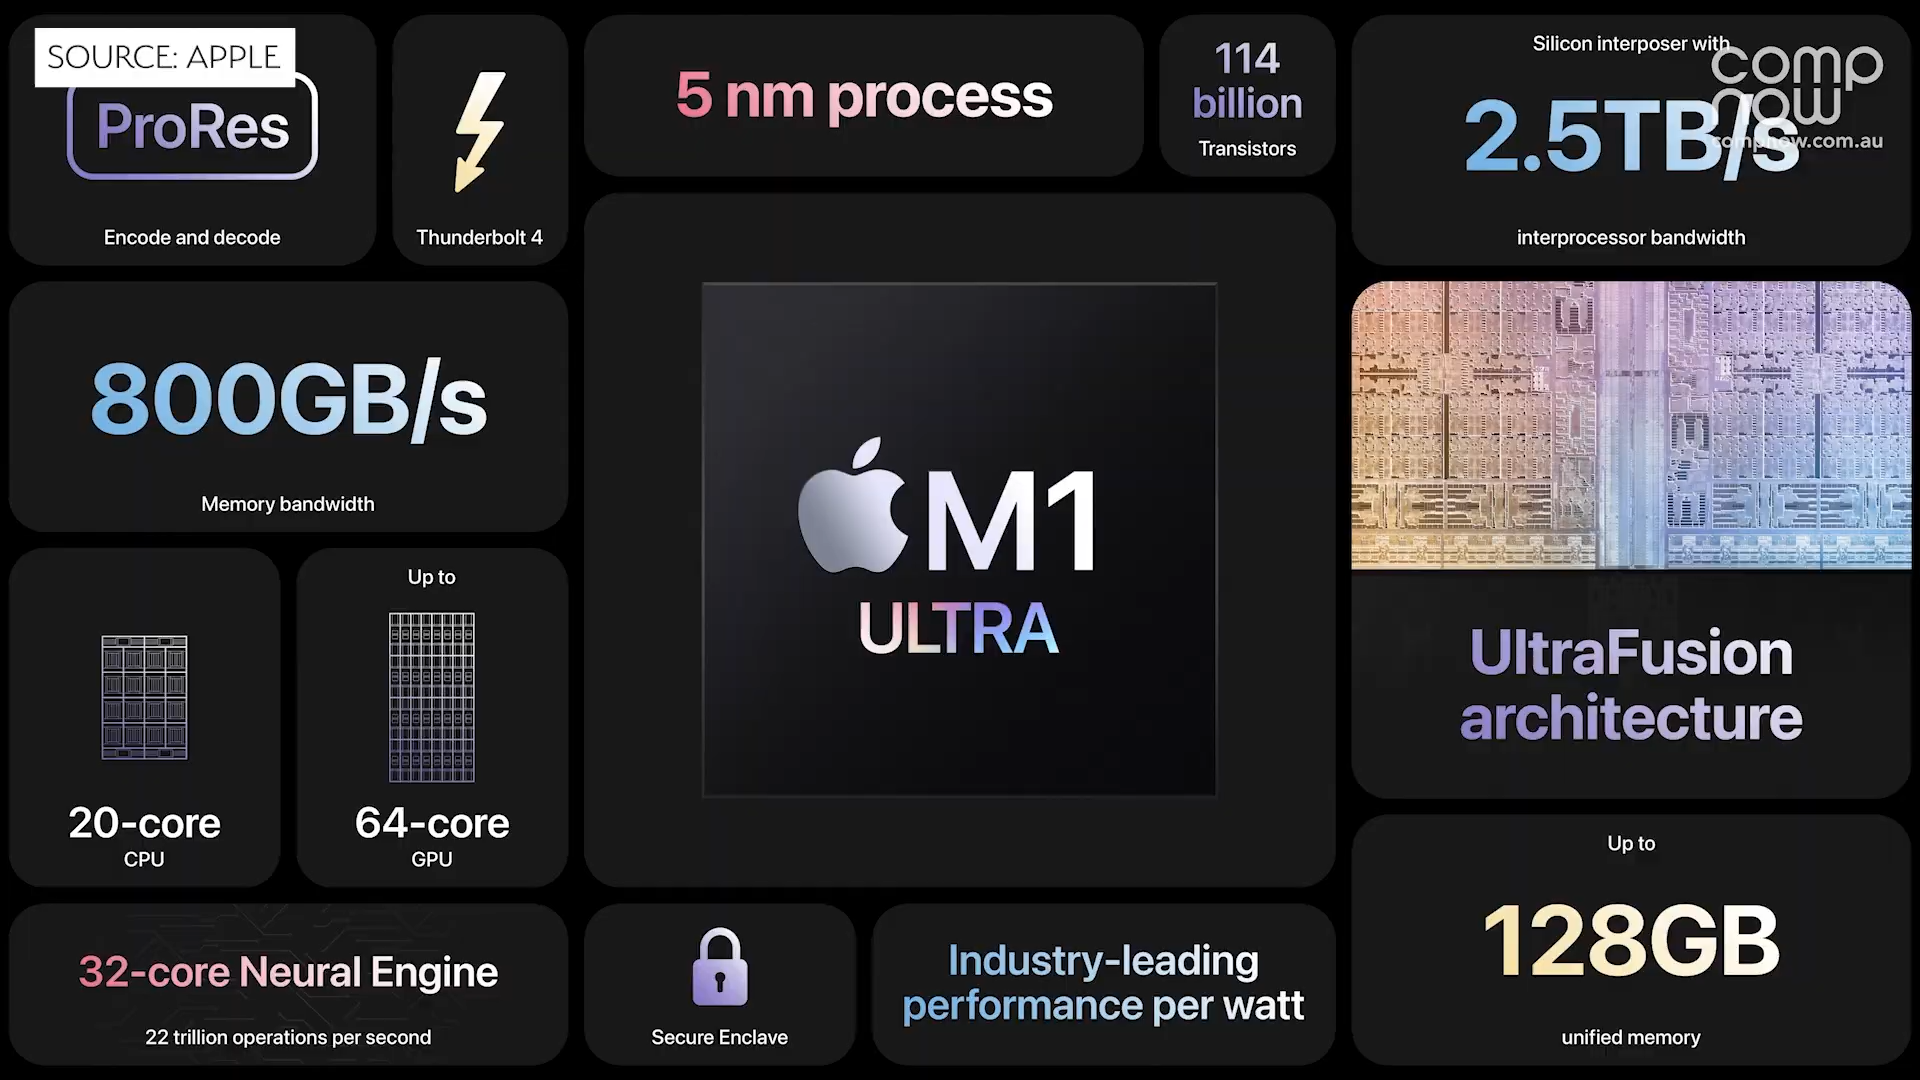 SOURCE: APPLE
ProRes
Encode and decode
Thunderbolt 4
5 nm process
114
billion
Transistors
Silicon interposer with
2.5TB/s
interprocessor bandwidth
comp
now
compnow.com.au
800GB/s
Memory bandwidth
M1
ULTRA
UltraFusion
architecture
20-core
CPU
Up to
64-core
GPU
Up to
128GB
unified memory
32-core Neural Engine
22 trillion operations per second
Secure Enclave
Industry-leading
performance per watt